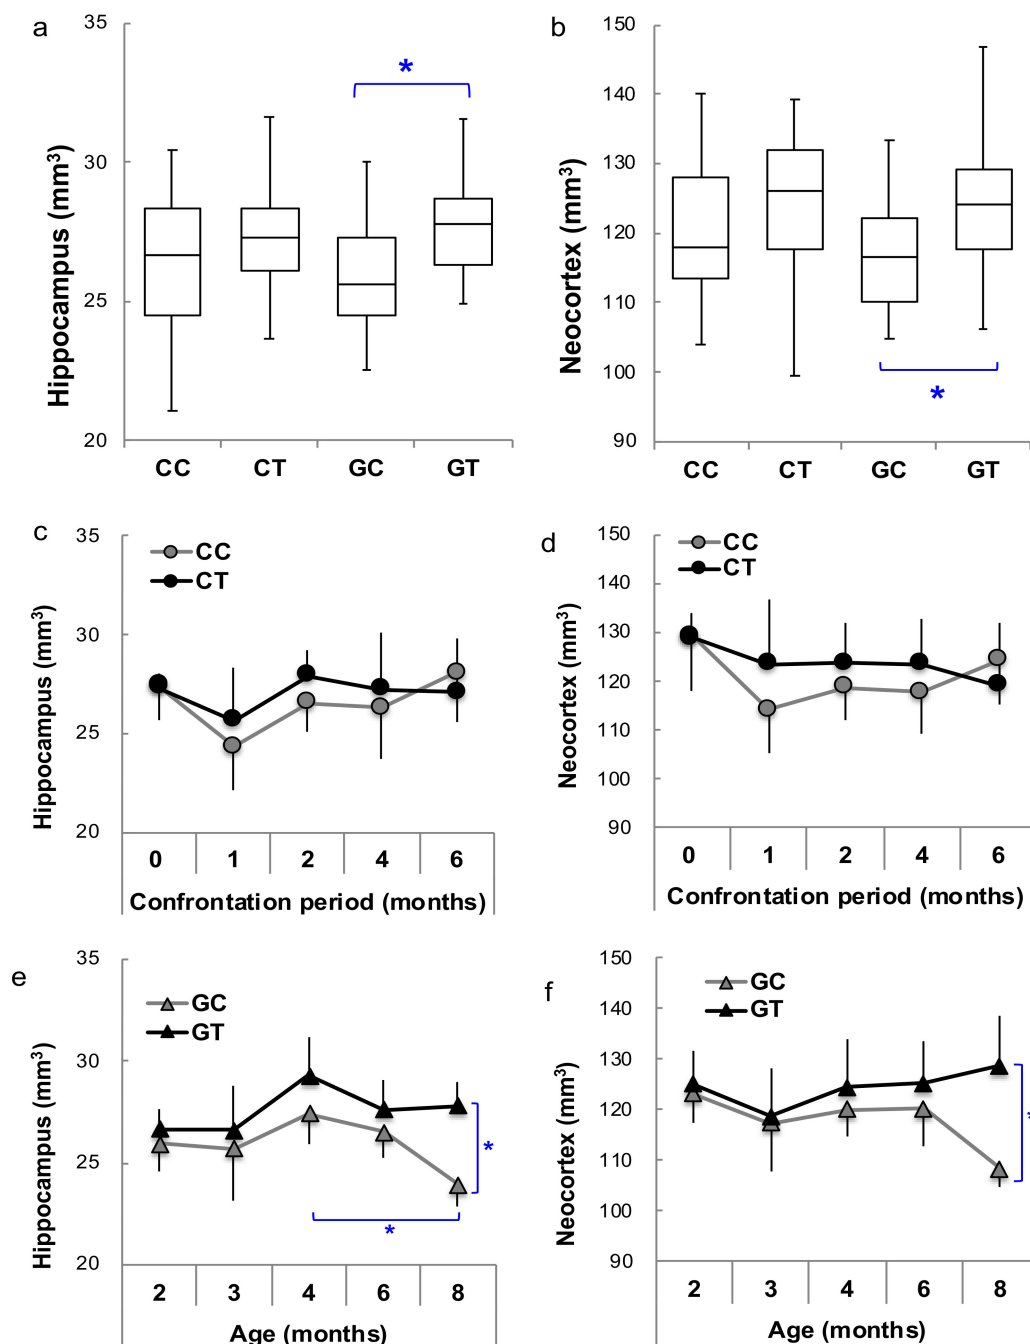 a
35
30
25
20
Hippocampus (mm³)
*
CC CT GC GT
b
150
140
130
120
110
100
90
Neocortex (mm³)
*
CC CT GC GT
c
35
30
25
20
Hippocampus (mm³)
CC
CT
0 1 2 4 6
Confrontation period (months)
d
150
140
130
120
110
100
90
Neocortex (mm³)
CC
CT
0 1 2 4 6
Confrontation period (months)
e
35
30
25
20
Hippocampus (mm³)
GC
GT
*
*
2 3 4 6 8
Age (months)
f
150
140
130
120
110
100
90
Neocortex (mm³)
GC
GT
*
2 3 4 6 8
Age (months)